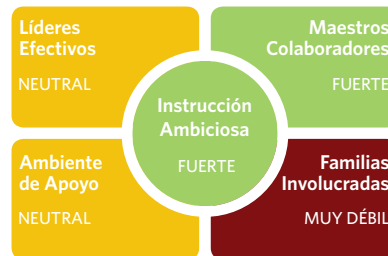 Líderes
Efectivos
NEUTRAL
Maestros
Colaboradores
FUERTE
Instrucción
Ambiciosa
FUERTE
Ambiente
de Apoyo
NEUTRAL
Familias
Involucradas
MUY DÉBIL